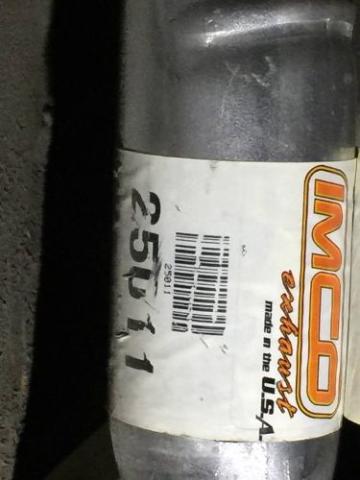 IMCO
exhaust
made in the U.S.A.
25011
25011